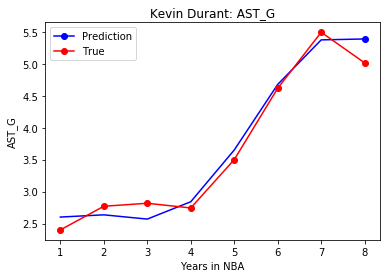 Kevin Durant: AST_G
Prediction
True
5.5
5.0
4.5
4.0
3.5
3.0
2.5
AST_G
1 2 3 4 5 6 7 8
Years in NBA